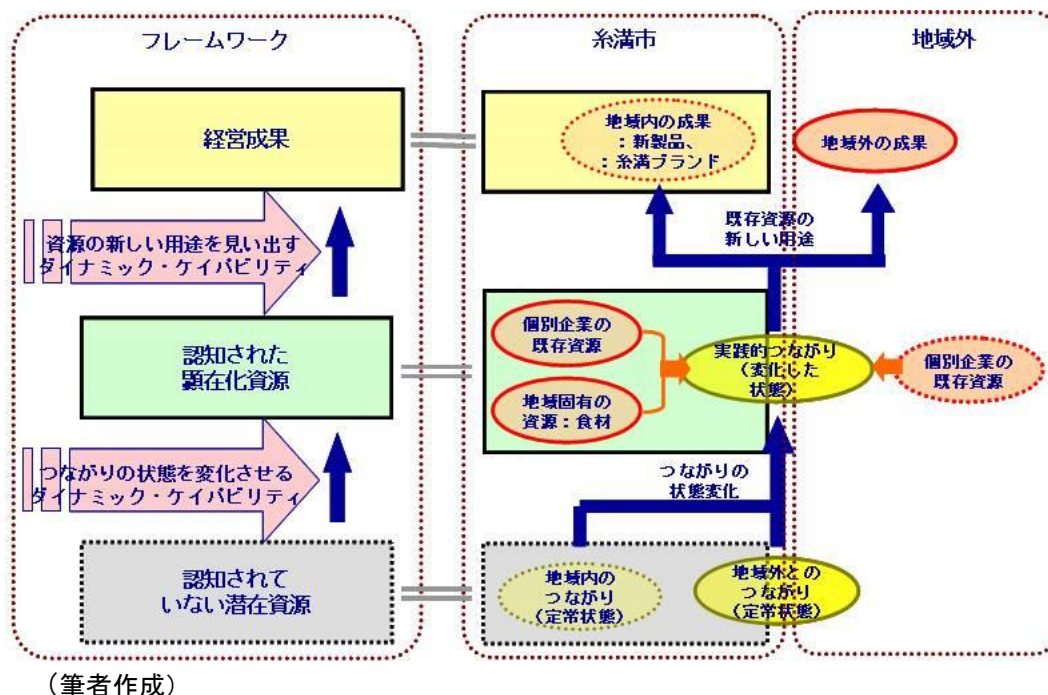 フレームワーク
糸満市
地域外
経営成果
地域内の成果
：新製品、
：糸満ブランド
地域外の成果
資源の新しい用途を見い出す
ダイナミック・ケイパビリティ
既存資源の
新しい用途
認知された
顕在化資源
個別企業の
既存資源
地域固有の
資源：食材
実践的つながり
（変化した
状態）
個別企業の
既存資源
つながりの状態を変化させる
ダイナミック・ケイパビリティ
つながりの
状態変化
認知されて
いない潜在資源
地域内の
つながり
（定常状態）
地域外との
つながり
（定常状態）
（筆者作成）